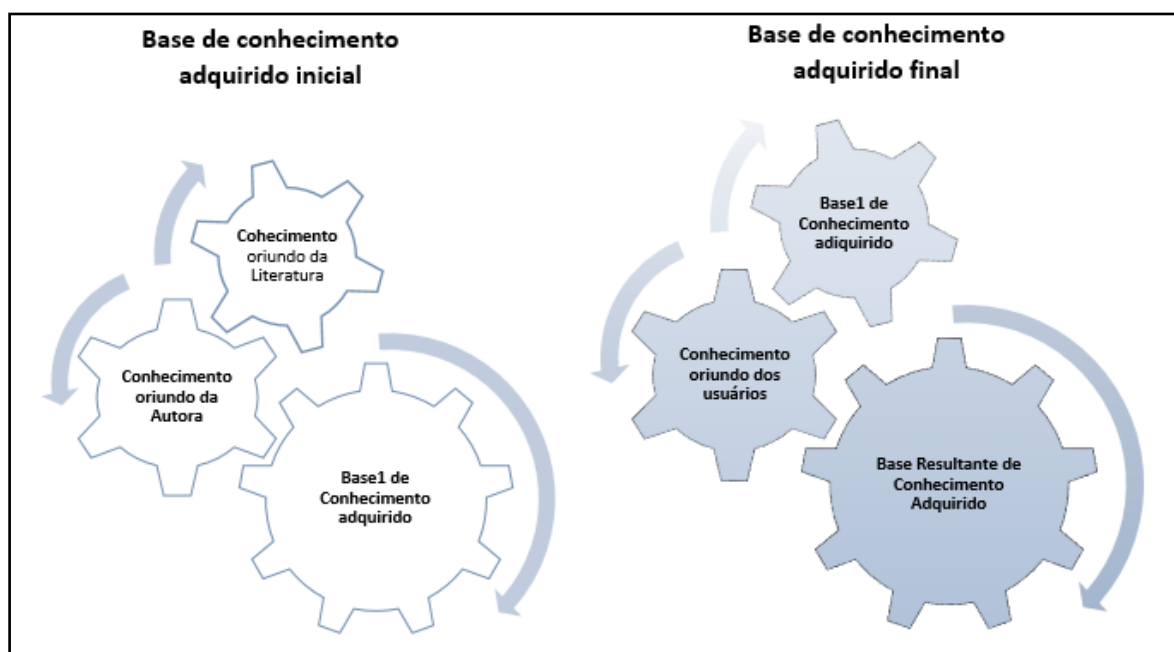 Base de conhecimento
adquirido inicial
Cohecimento
oriundo da
Literatura
Conhecimento
oriundo da
Autora
Base1 de
Conhecimento
adquirido
Base de conhecimento
adquirido final
Base1 de
Conhecimento
adiquirido
Conhecimento
oriundo dos
usuários
Base Resultante de
Conhecimento
Adquirido